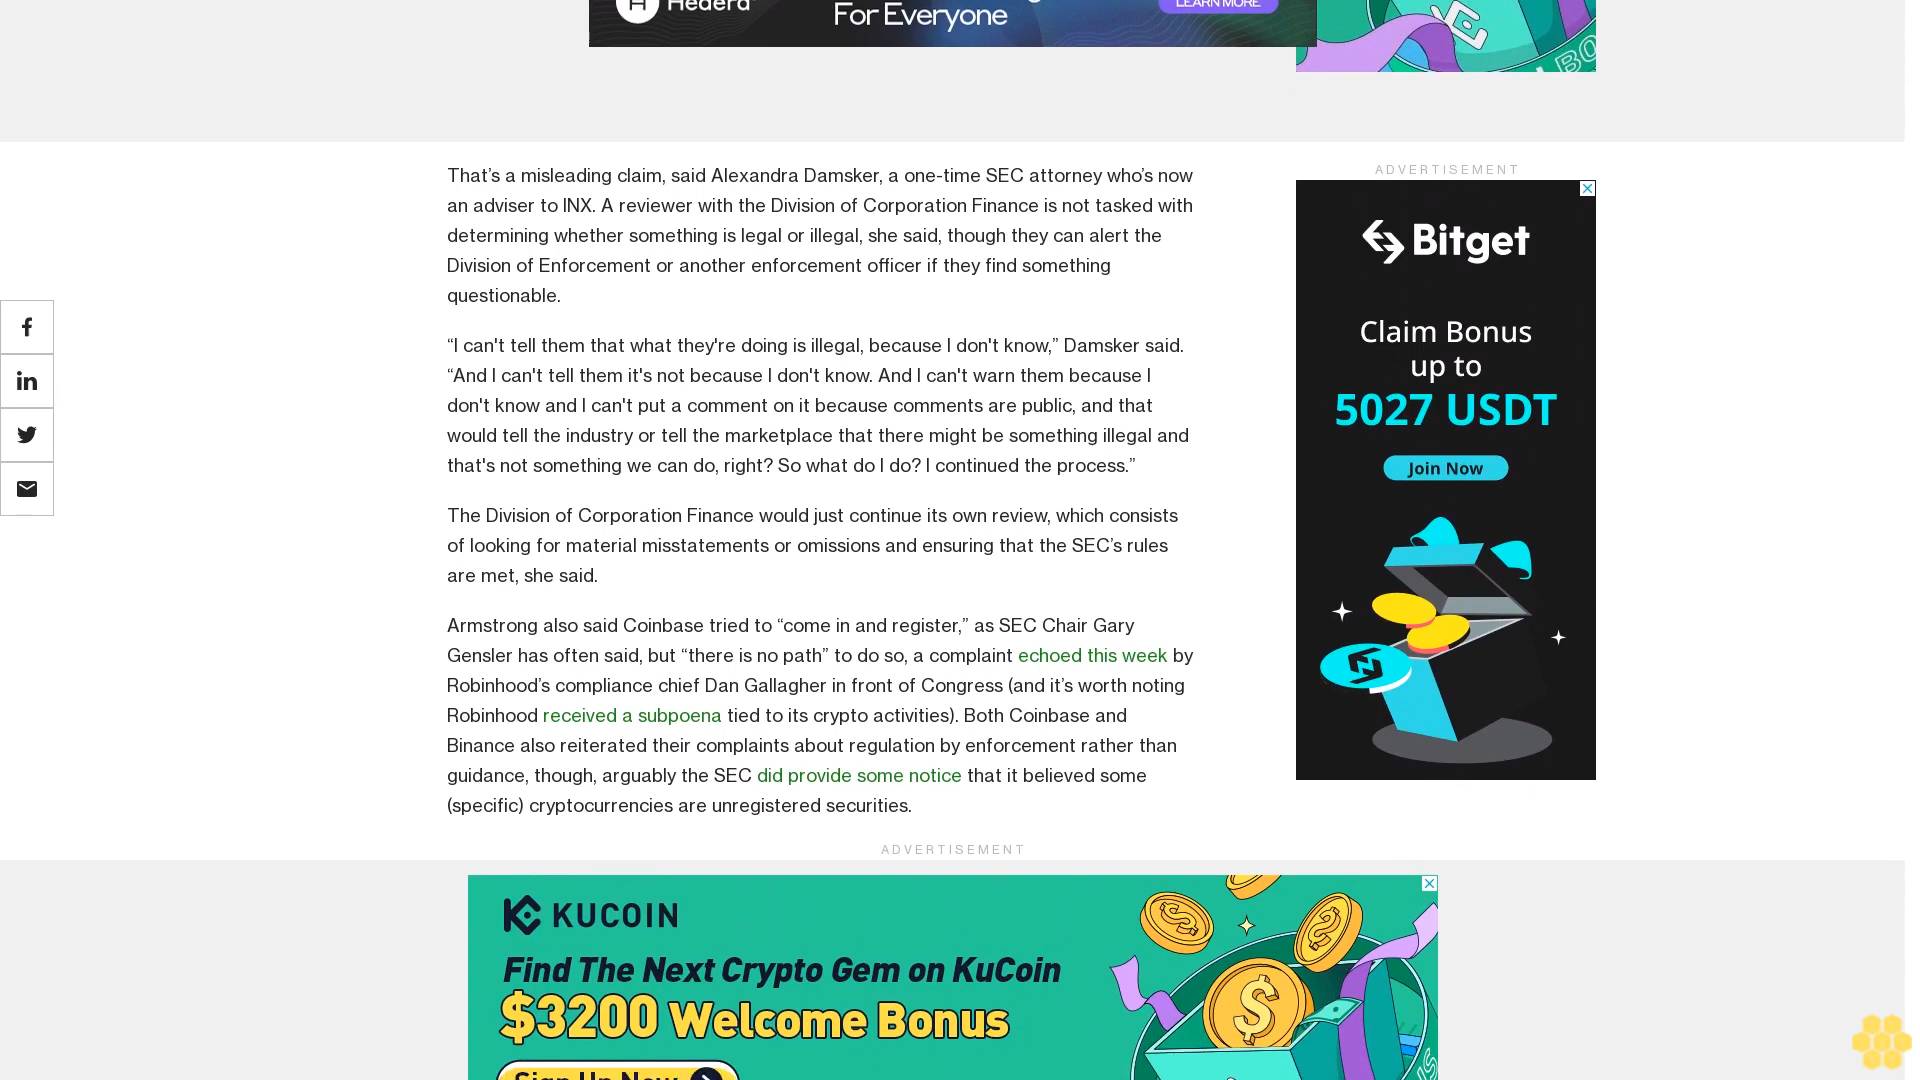 Hedera
For Everyone
LEARN MORE
BO
ADVERTISEMENT
That’s a misleading claim, said Alexandra Damsker, a one-time SEC attorney who’s now
an adviser to INX. A reviewer with the Division of Corporation Finance is not tasked with
determining whether something is legal or illegal, she said, though they can alert the
Division of Enforcement or another enforcement officer if they find something
questionable.
“I can't tell them that what they're doing is illegal, because I don't know,” Damsker said.
“And I can't tell them it's not because I don't know. And I can't warn them because I
don't know and I can't put a comment on it because comments are public, and that
would tell the industry or tell the marketplace that there might be something illegal and
that's not something we can do, right? So what do I do? I continued the process.”
The Division of Corporation Finance would just continue its own review, which consists
of looking for material misstatements or omissions and ensuring that the SEC’s rules
are met, she said.
Armstrong also said Coinbase tried to “come in and register,” as SEC Chair Gary
Gensler has often said, but “there is no path” to do so, a complaint echoed this week by
Robinhood’s compliance chief Dan Gallagher in front of Congress (and it’s worth noting
Robinhood received a subpoena tied to its crypto activities). Both Coinbase and
Binance also reiterated their complaints about regulation by enforcement rather than
guidance, though, arguably the SEC did provide some notice that it believed some
(specific) cryptocurrencies are unregistered securities.
Bitget
Claim Bonus
up to
5027 USDT
Join Now
ADVERTISEMENT
KUCOIN
Find The Next Crypto Gem on KuCoin
$3200 Welcome Bonus
Sign Up Now